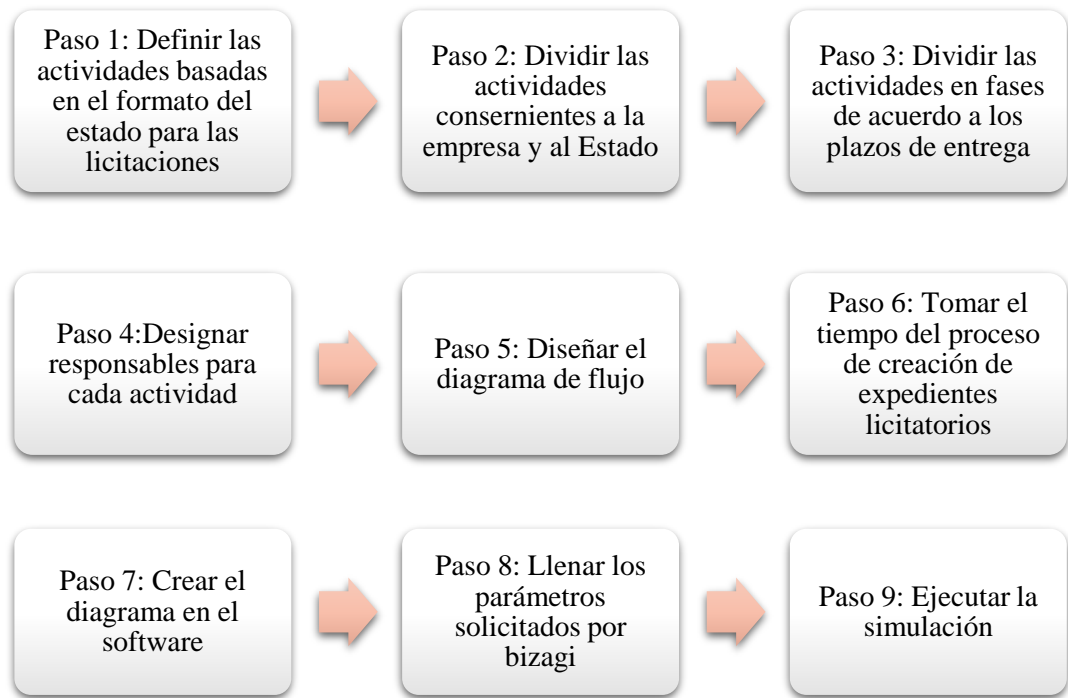 Paso 1: Definir las
actividades basadas
en el formato del
estado para las
licitaciones
Paso 2: Dividir las
actividades
consernientes a la
empresa y al Estado
Paso 3: Dividir las
actividades en fases
de acuerdo a los
plazos de entrega
Paso 4:Designar
responsables para
cada actividad
Paso 5: Diseñar el
diagrama de flujo
Paso 6: Tomar el
tiempo del proceso
de creación de
expedientes
licitatorios
Paso 7: Crear el
diagrama en el
software
Paso 8: Llenar los
parámetros
solicitados por
bizagi
Paso 9: Ejecutar la
simulación